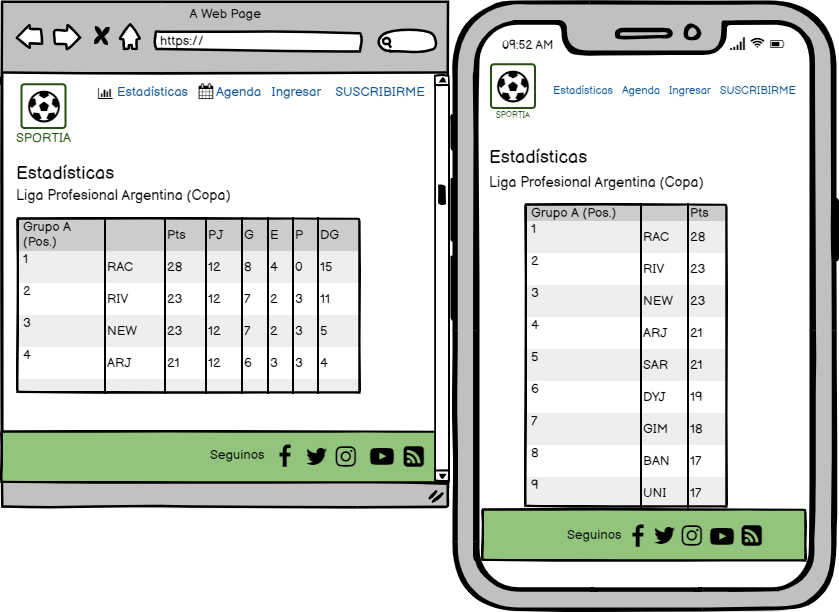 A Web Page
https://
Estadísticas Agenda Ingresar SUSCRIBIRME
SPORTIA
Estadísticas
Liga Profesional Argentina (Copa)
Grupo A (Pos.) Pts PJ G E P DG
1 RAC 28 12 8 4 0 15
2 RIV 23 12 7 2 3 11
3 NEW 23 12 7 2 3 5
4 ARJ 21 12 6 3 3 4
Seguinos
09:52 AM
Estadísticas Agenda Ingresar SUSCRIBIRME
SPORTIA
Estadísticas
Liga Profesional Argentina (Copa)
Grupo A (Pos.) Pts
1 RAC 28
2 RIV 23
3 NEW 23
4 ARJ 21
5 SAR 21
6 DYJ 19
7 GIM 18
8 BAN 17
9 UNI 17
Seguinos